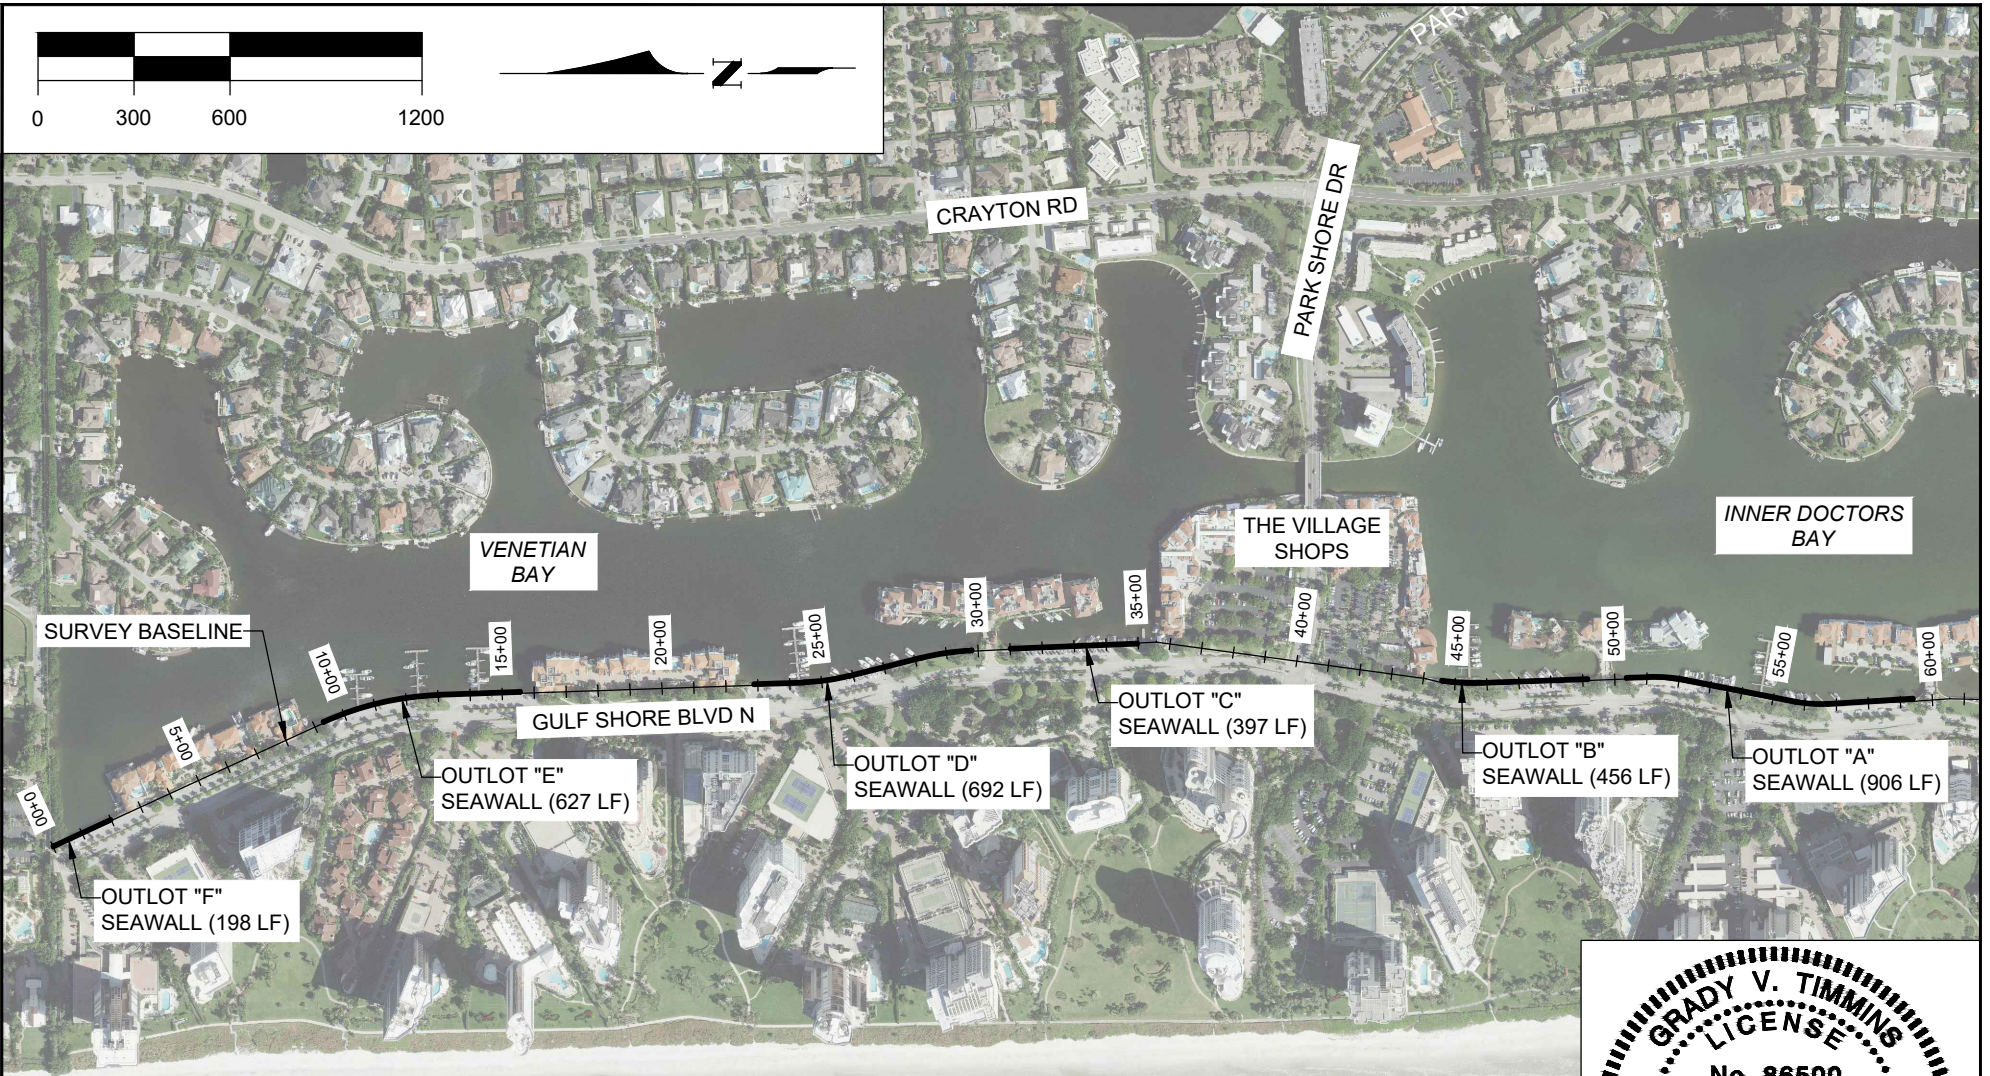 0 300 600 1200
N
PARK
CRAYTON RD
PARK SHORE DR
VENETIAN
BAY
THE VILLAGE
SHOPS
INNER DOCTORS
BAY
SURVEY BASELINE
0+00
5+00
10+00
15+00
20+00
25+00
30+00
35+00
40+00
45+00
50+00
55+00
60+00
GULF SHORE BLVD N
OUTLOT "F"
SEAWALL (198 LF)
OUTLOT "E"
SEAWALL (627 LF)
OUTLOT "D"
SEAWALL (692 LF)
OUTLOT "C"
SEAWALL (397 LF)
OUTLOT "B"
SEAWALL (456 LF)
OUTLOT "A"
SEAWALL (906 LF)
GRADY V. TIMMINS
LICENSE
No. 86500